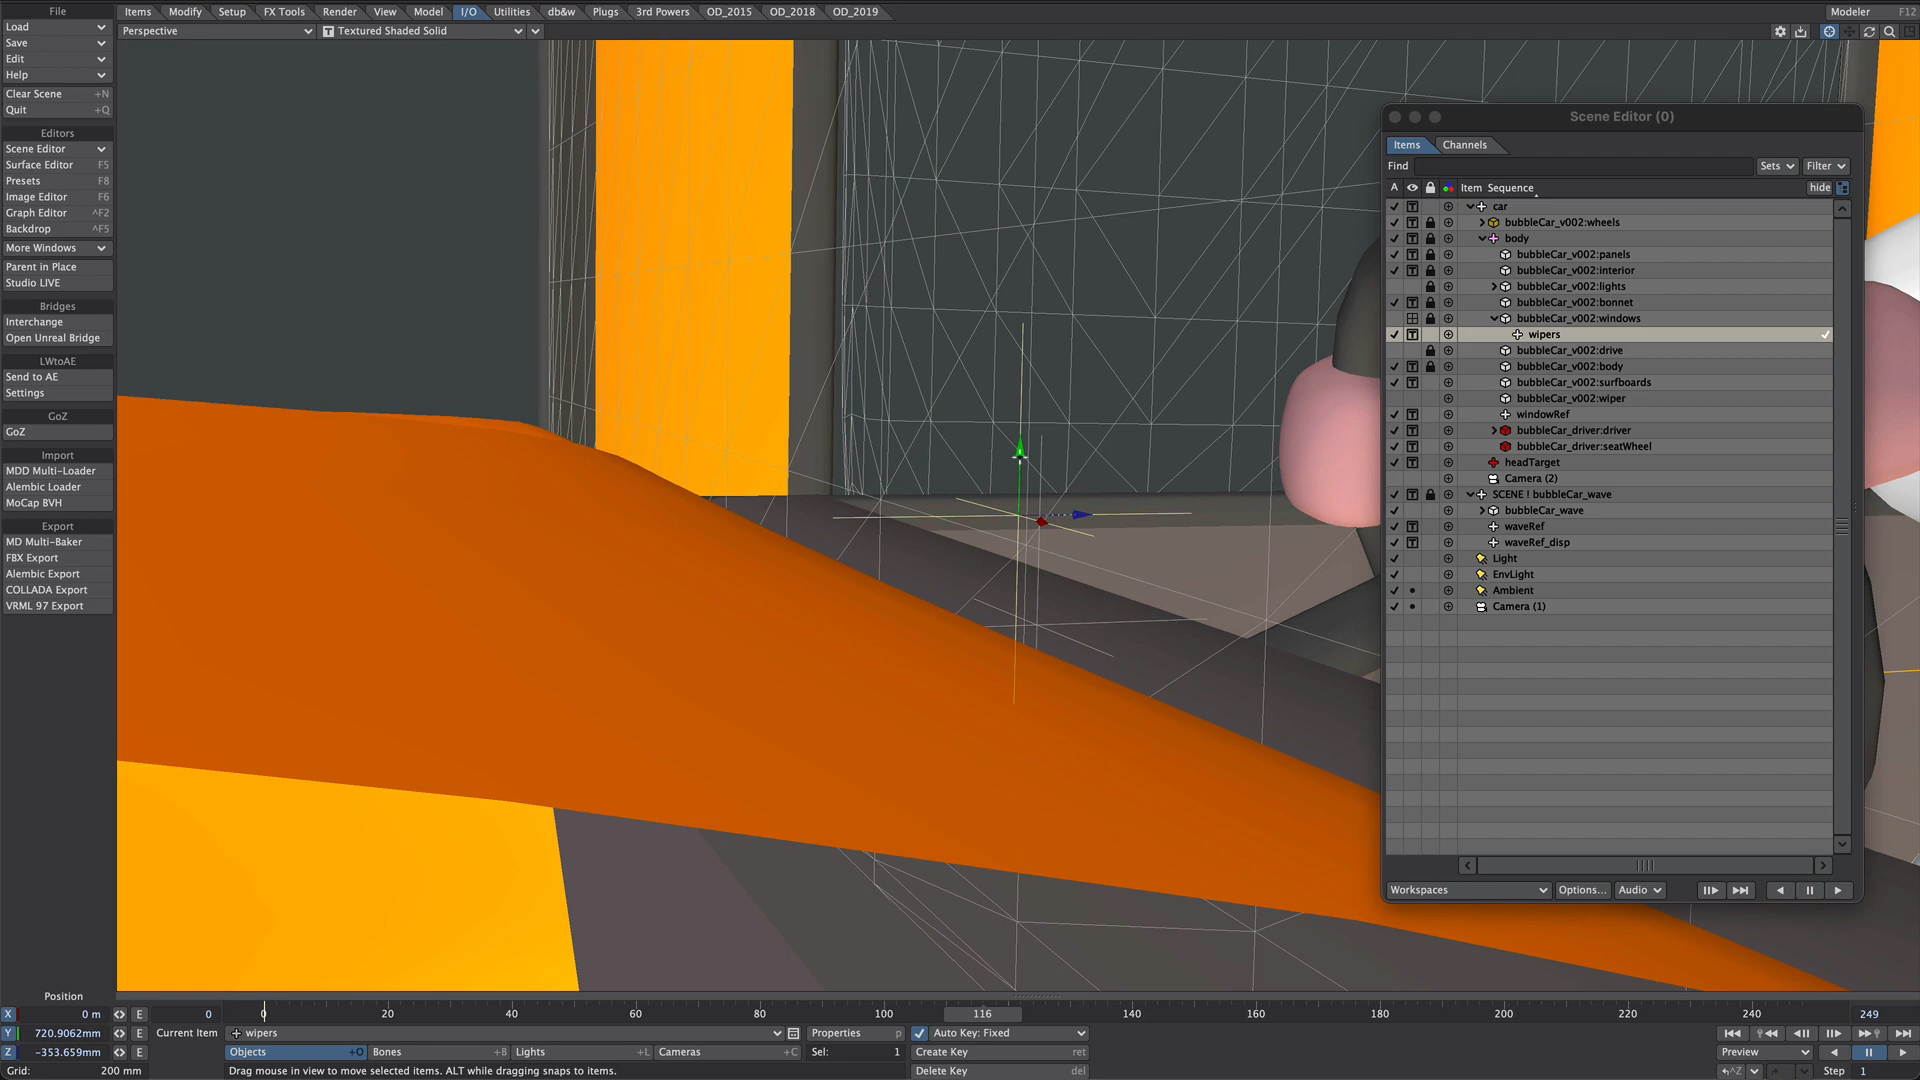 File
Items Modify Setup FX Tools Render View Model I/O Utilities db&w Plugs 3rd Powers OD_2015 OD_2018 OD_2019
Modeler F12
Load
Save
Edit
Help
Clear Scene +N
Quit +Q
Editors
Scene Editor
Surface Editor F5
Presets F8
Image Editor F6
Graph Editor ^F2
Backdrop ^F5
More Windows
Parent in Place
Studio LIVE
Bridges
Interchange
Open Unreal Bridge
LWtoAE
Send to AE
Settings
GoZ
GoZ
Import
MDD Multi-Loader
Alembic Loader
MoCap BVH
Export
MD Multi-Baker
FBX Export
Alembic Export
COLLADA Export
VRML 97 Export
Perspective T Textured Shaded Solid
Scene Editor (0)
Items Channels
Find Sets Filter
A Item Sequence hide
car
bubbleCar_v002:wheels
body
bubbleCar_v002:panels
bubbleCar_v002:interior
bubbleCar_v002:lights
bubbleCar_v002:bonnet
bubbleCar_v002:windows
wipers
bubbleCar_v002:drive
bubbleCar_v002:body
bubbleCar_v002:surfboards
bubbleCar_v002:wiper
windowRef
bubbleCar_driver:driver
bubbleCar_driver:seatWheel
headTarget
Camera (2)
SCENE ! bubbleCar_wave
bubbleCar_wave
waveRef
waveRef_disp
Light
EnvLight
Ambient
Camera (1)
Workspaces Options... Audio
Position
X 0 m E 0 0 20 40 60 80 100 116 140 160 180 200 220 240 249
Y 720.9062mm E Current Item wipers Properties p Auto Key: Fixed
Z -353.659mm E Objects +O Bones +B Lights +L Cameras +C Sel: 1 Create Key ret Preview
Grid: 200 mm Drag mouse in view to move selected items. ALT while dragging snaps to items. Delete Key del ^Z Step 1